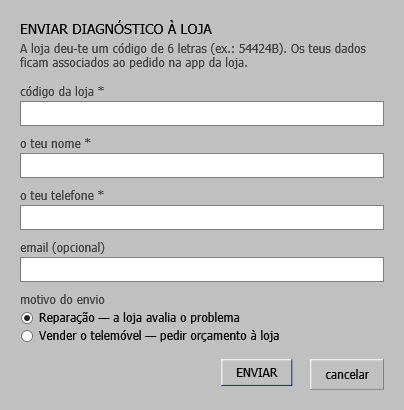 ENVIAR DIAGNÓSTICO À LOJA
A loja deu-te um código de 6 letras (ex.: 54424B). Os teus dados
ficam associados ao pedido na app da loja.
código da loja *
o teu nome *
o teu telefone *
email (opcional)
motivo do envio
Reparação — a loja avalia o problema
Vender o telemóvel — pedir orçamento à loja
ENVIAR
cancelar